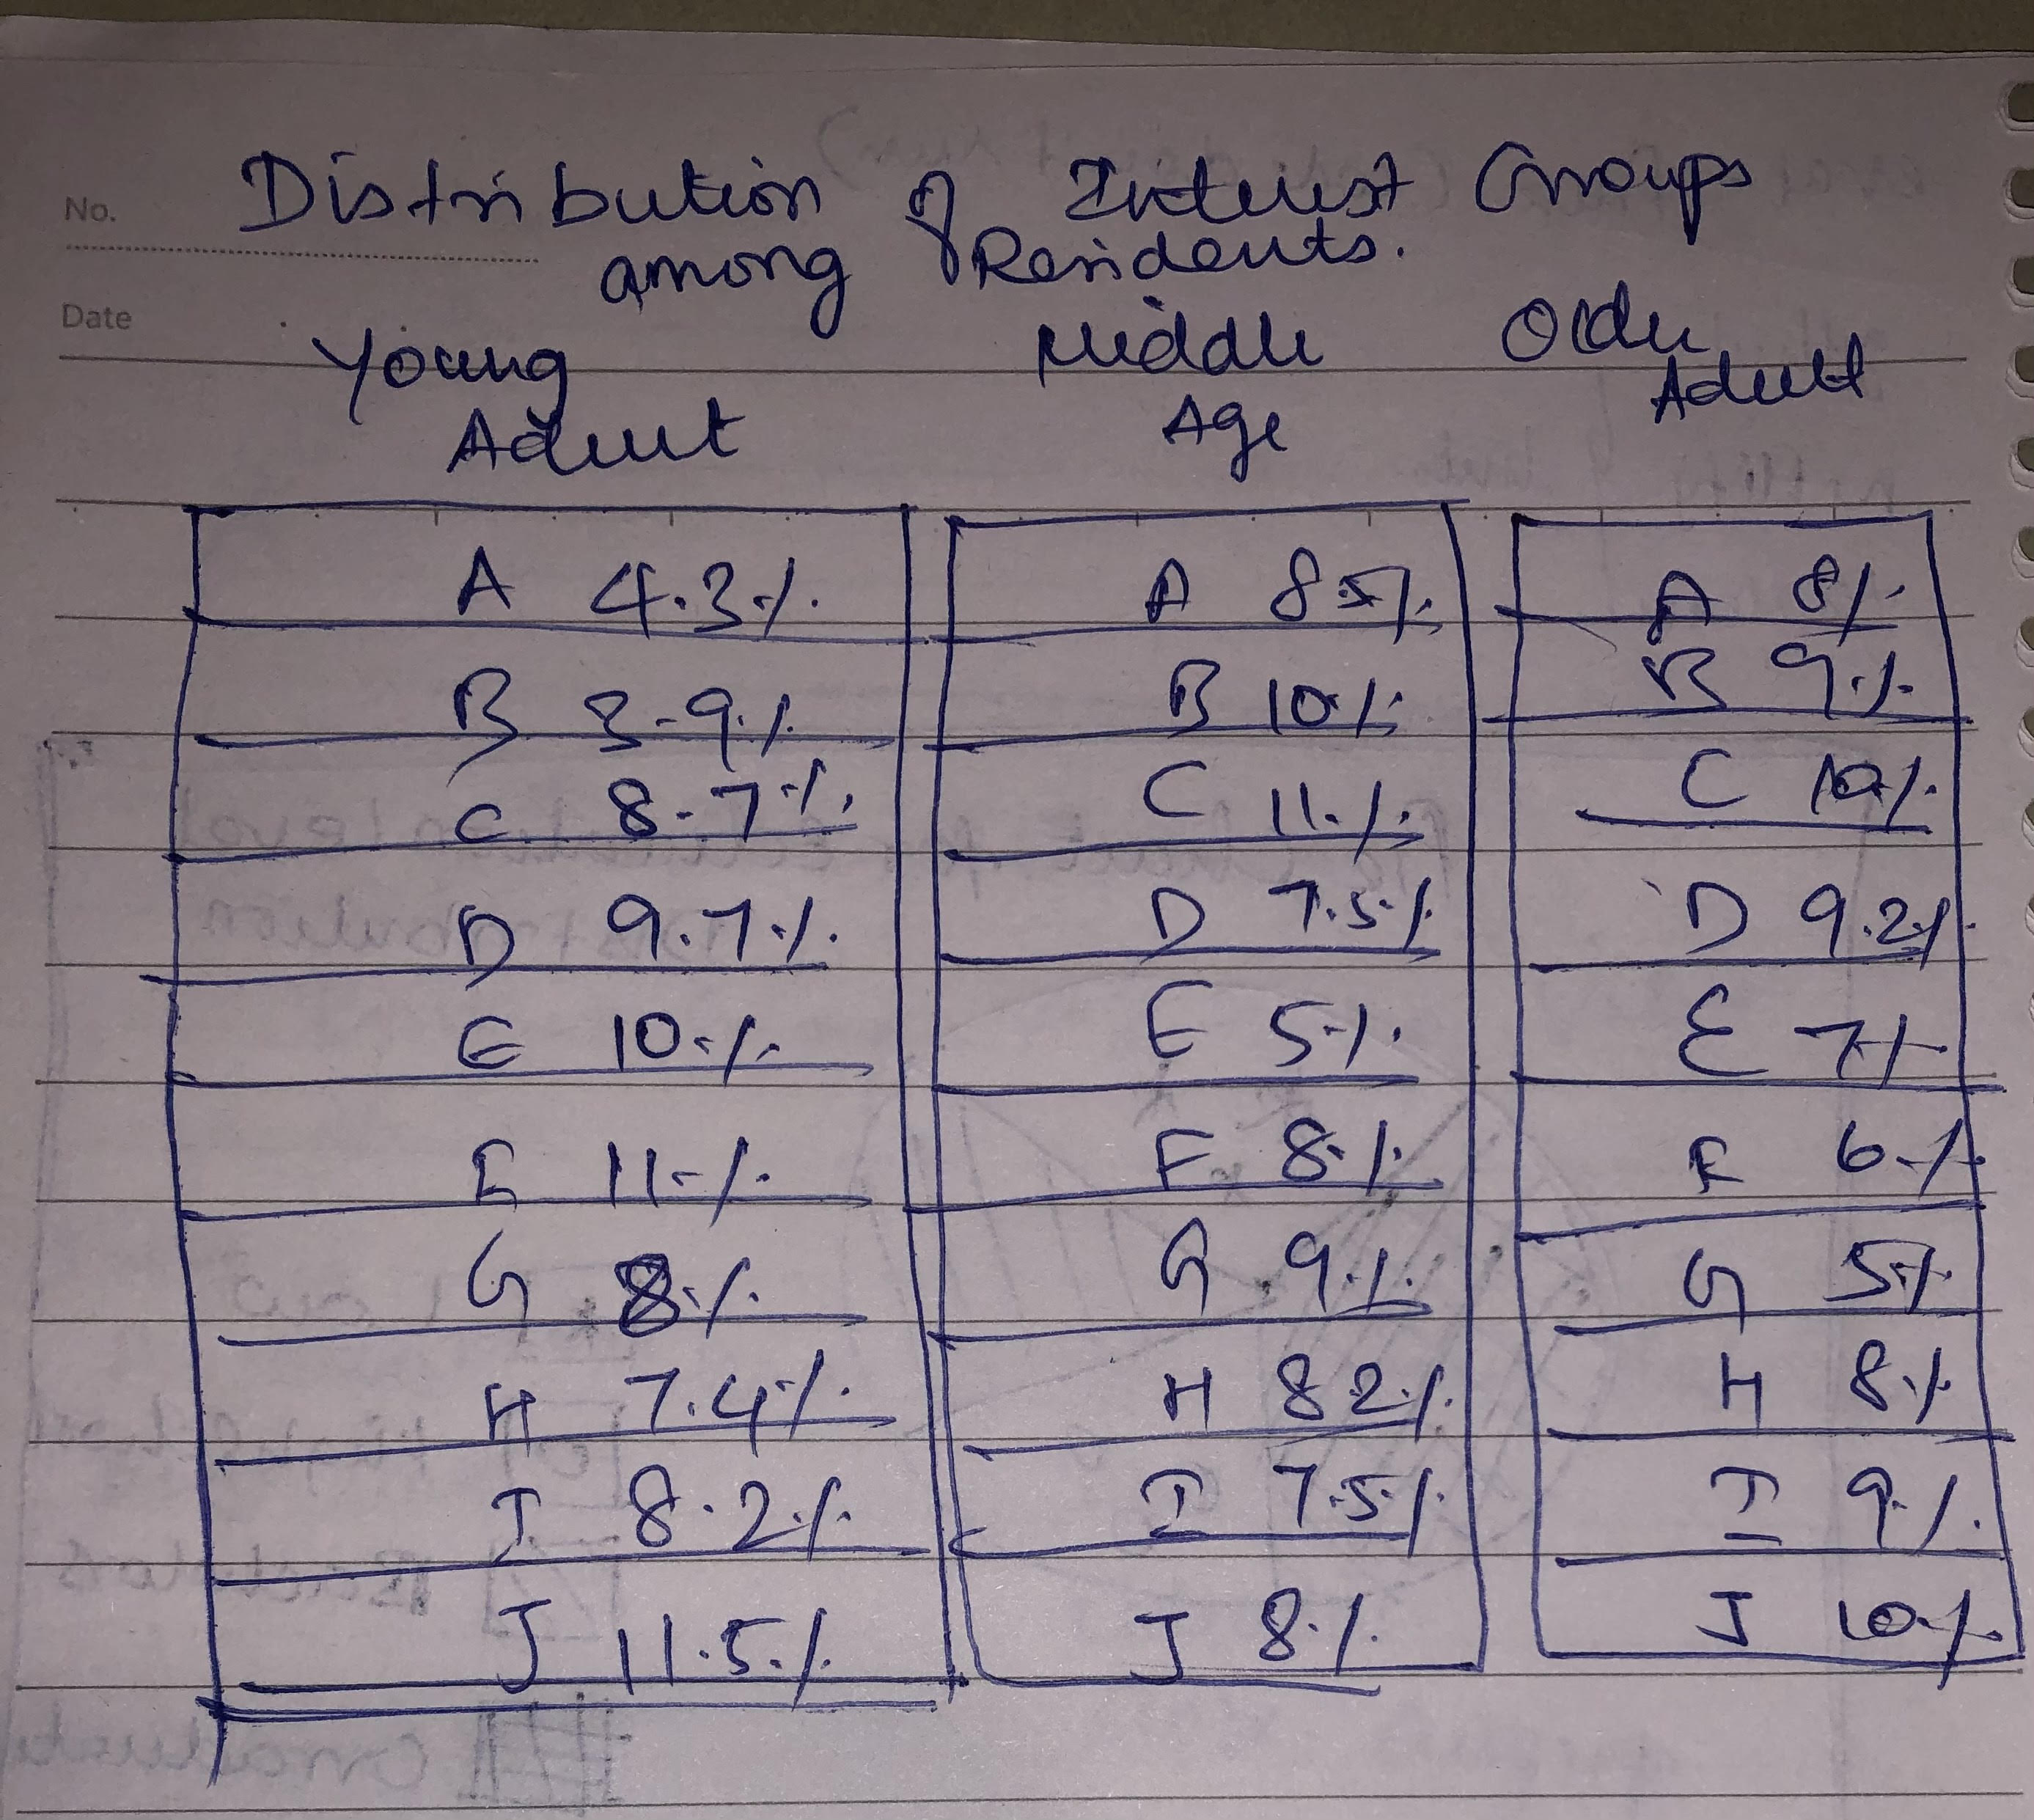 No.
Date
Distribution of Interest Groups
among Residents.
Young Adult
Middle Age
Older Adult
A 4.3% A 8.5% A 8%
B 3.9% B 10% B 9%
C 8.7% C 11% C 10%
D 9.7% D 7.5% D 9.2%
E 10% E 5% E 7%
E 11% F 8% F 6%
G 8% G 9% G 5%
H 7.4% H 8.2% H 8%
I 8.2% I 7.5% I 9%
J 11.5% J 8% J 10%